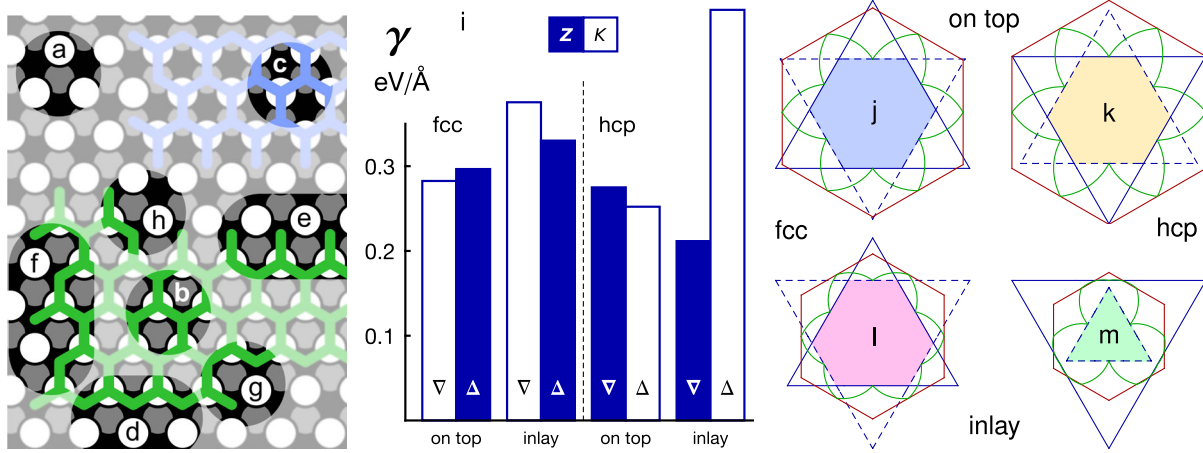 a
c
h
e
f
b
g
d
i
γ
eV/Å
Z K
fcc
hcp
0.3
0.2
0.1
∇ Δ ∇ Δ ∇ Δ ∇ Δ
on top inlay on top inlay
on top
j
k
fcc
hcp
l
m
inlay